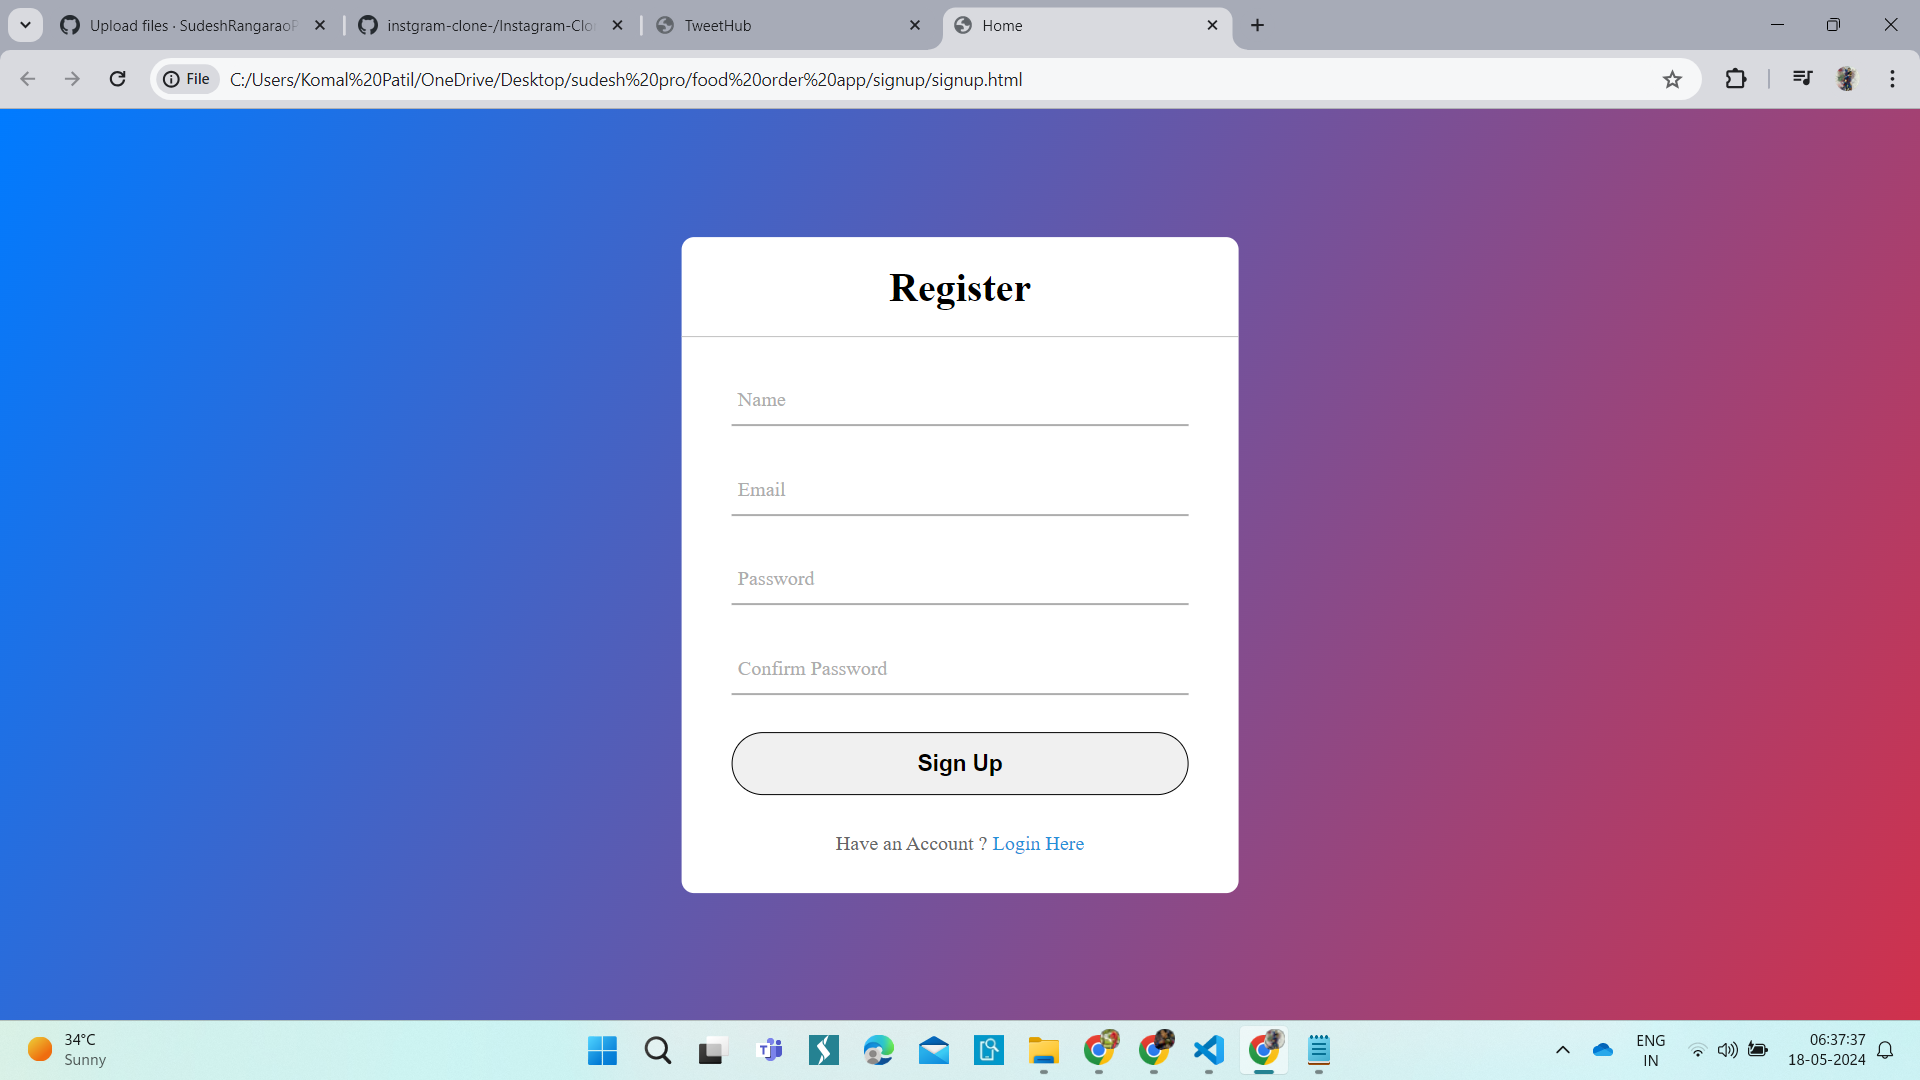 Upload files · SudeshRangaraoP
instgram-clone-/Instagram-Clo
TweetHub
Home
File
C:/Users/Komal%20Patil/OneDrive/Desktop/sudesh%20pro/food%20order%20app/signup/signup.html
Register
Name
Email
Password
Confirm Password
Sign Up
Have an Account ? Login Here
34°C
Sunny
ENG
IN
06:37:37
18-05-2024